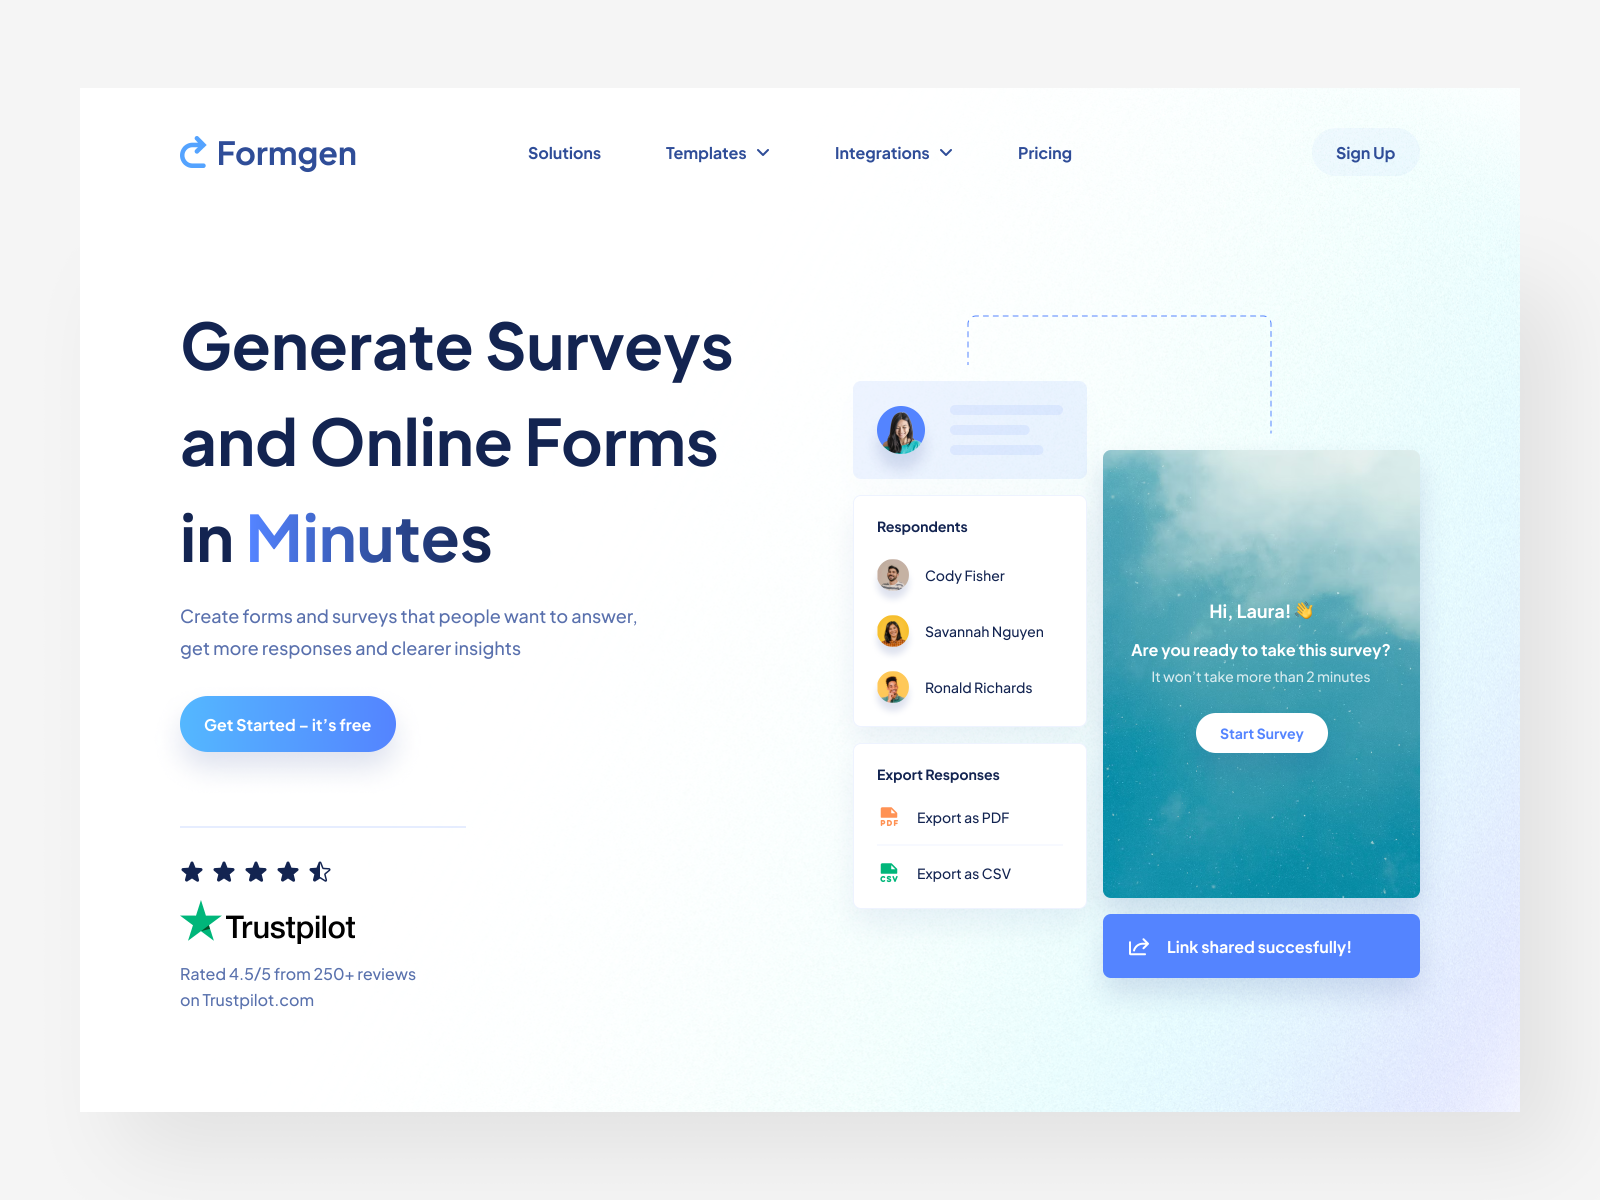 Formgen
Solutions
Templates
Integrations
Pricing
Sign Up
Generate Surveys
and Online Forms
in Minutes
Create forms and surveys that people want to answer,
get more responses and clearer insights
Get Started – it’s free
Trustpilot
Rated 4.5/5 from 250+ reviews
on Trustpilot.com
Respondents
Cody Fisher
Savannah Nguyen
Ronald Richards
Export Responses
PDF
Export as PDF
CSV
Export as CSV
Hi, Laura! 👋
Are you ready to take this survey?
It won’t take more than 2 minutes
Start Survey
Link shared succesfully!